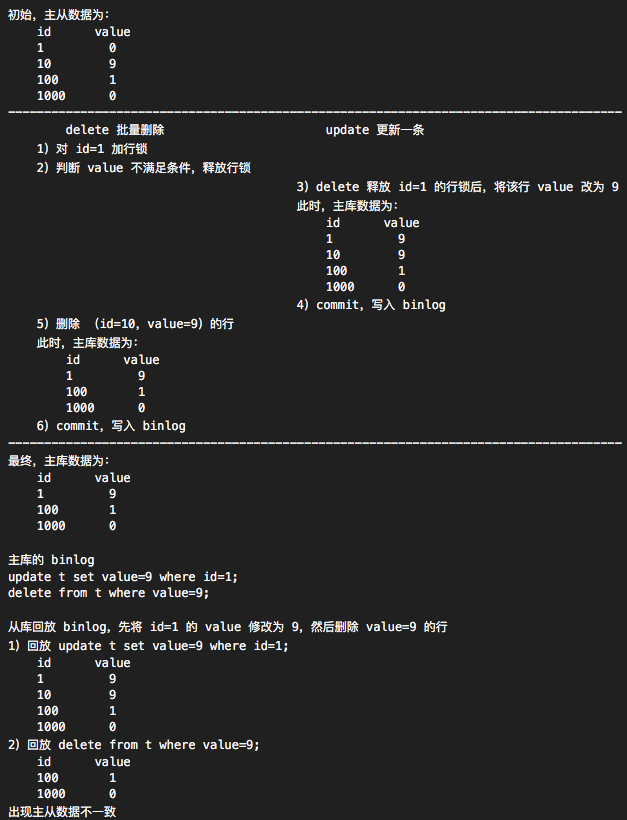 初始，主从数据为：
id value
1 0
10 9
100 1
1000 0
delete 批量删除 update 更新一条
1) 对 id=1 加行锁
2) 判断 value 不满足条件，释放行锁
3) delete 释放 id=1 的行锁后，将该行 value 改为 9
此时，主库数据为：
id value
1 9
10 9
100 1
1000 0
4) commit，写入 binlog
5) 删除 (id=10，value=9) 的行
此时，主库数据为：
id value
1 9
100 1
1000 0
6) commit，写入 binlog
最终，主库数据为：
id value
1 9
100 1
1000 0
主库的 binlog
update t set value=9 where id=1;
delete from t where value=9;
从库回放 binlog，先将 id=1 的 value 修改为 9，然后删除 value=9 的行
1) 回放 update t set value=9 where id=1;
id value
1 9
10 9
100 1
1000 0
2) 回放 delete from t where value=9;
id value
100 1
1000 0
出现主从数据不一致